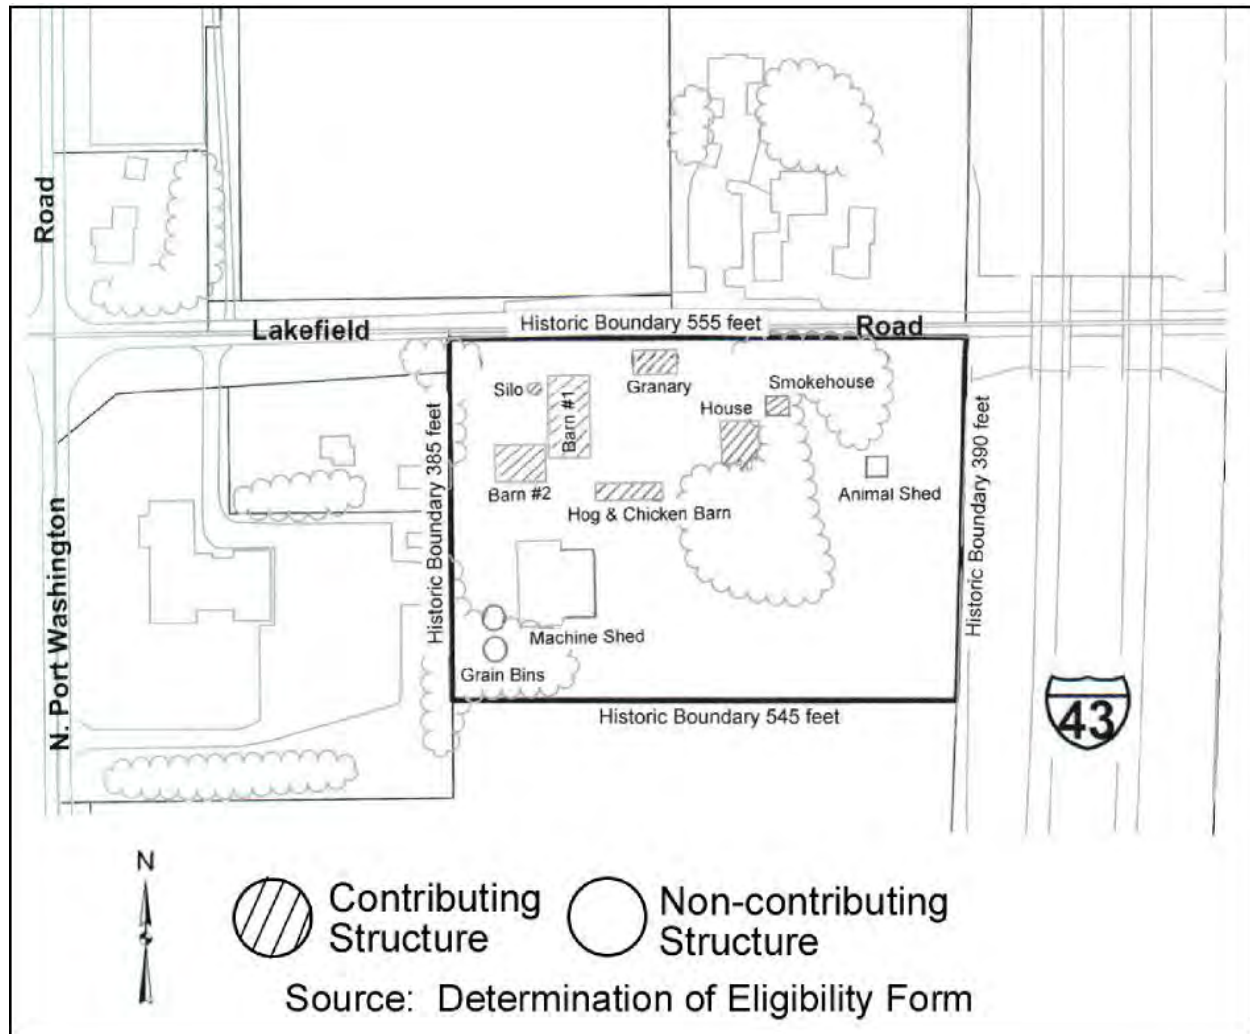 Road
Lakefield
Historic Boundary 555 feet
Road
Silo
Barn #1
Granary
Smokehouse
House
Historic Boundary 385 feet
Historic Boundary 390 feet
Barn #2
Hog & Chicken Barn
Animal Shed
N. Port Washington
Machine Shed
Grain Bins
Historic Boundary 545 feet
43
N
Contributing
Structure
Non-contributing
Structure
Source: Determination of Eligibility Form